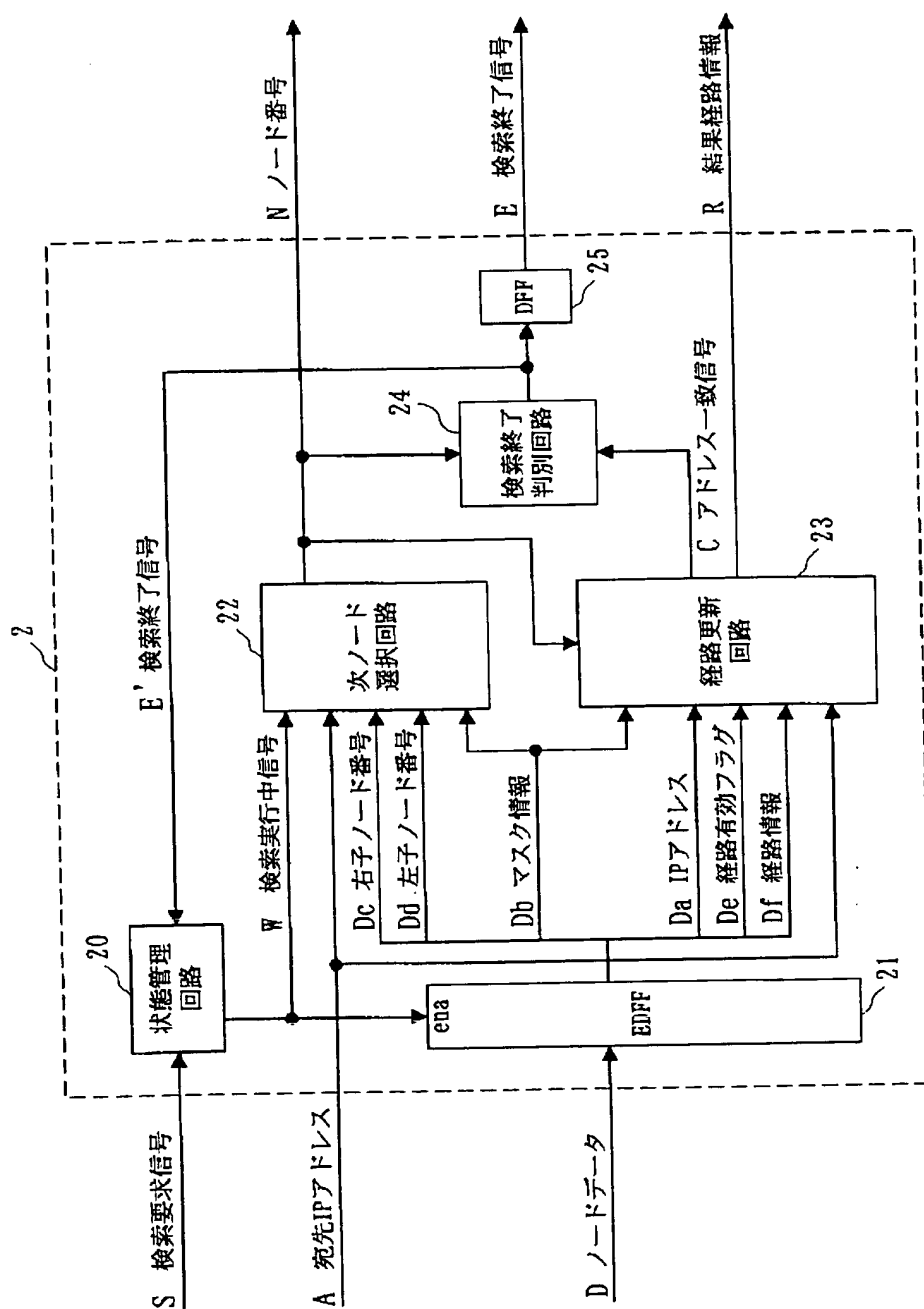 2
S 検索要求信号
A 宛先IPアドレス
D ノードデータ
20
状態管理
回路
E' 検索終了信号
W 検索実行中信号
ena
EDFF
21
Dc 右子ノード番号
Dd 左子ノード番号
Db マスク情報
Da IPアドレス
De 経路有効フラグ
Df 経路情報
22
次ノード
選択回路
経路更新
回路
23
24
検索終了
判別回路
C アドレス一致信号
DFF
25
N ノード番号
E 検索終了信号
R 結果経路情報